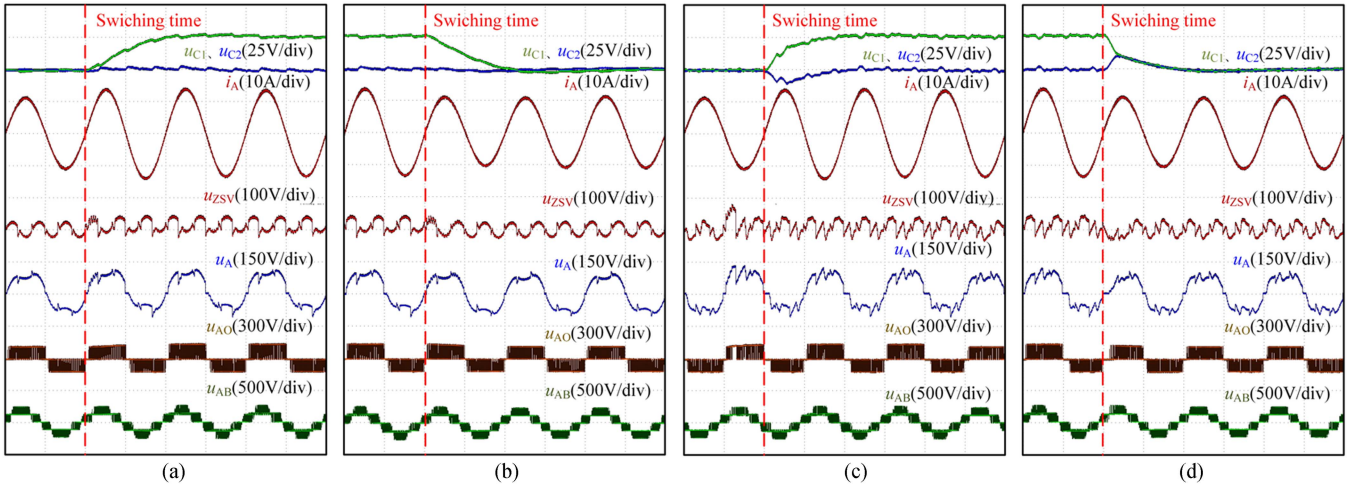 Swiching time
uC1、uC2(25V/div)
iA(10A/div)
uZSV(100V/div)
uA(150V/div)
uAO(300V/div)
uAB(500V/div)
(a)
Swiching time
uC1、uC2(25V/div)
iA(10A/div)
uZSV(100V/div)
uA(150V/div)
uAO(300V/div)
uAB(500V/div)
(b)
Swiching time
uC1、uC2(25V/div)
iA(10A/div)
uZSV(100V/div)
uA(150V/div)
uAO(300V/div)
uAB(500V/div)
(c)
Swiching time
uC1、uC2(25V/div)
iA(10A/div)
uZSV(100V/div)
uA(150V/div)
uAO(300V/div)
uAB(500V/div)
(d)